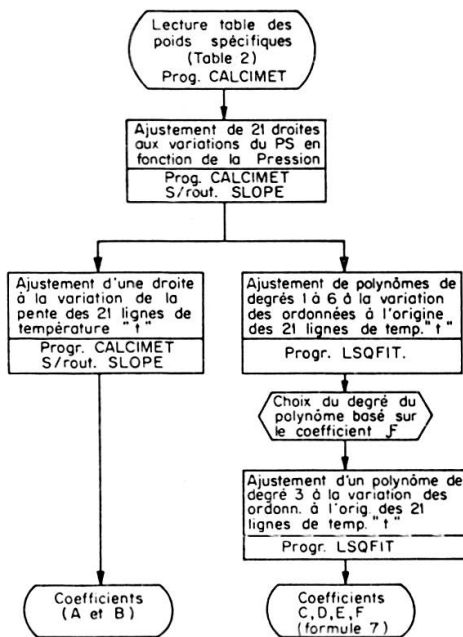 Lecture table des
poids spécifiques
(Table 2)
Prog. CALCIMET
Ajustement de 21 droites
aux variations du PS en
fonction de la Pression
Prog. CALCIMET
S/rout. SLOPE
Ajustement d'une droite
à la variation de la
pente des 21 lignes de
température "t"
Progr. CALCIMET
S/rout. SLOPE
Ajustement de polynômes de
degrés 1 à 6 à la variation
des ordonnées à l'origine
des 21 lignes de temp."t"
Progr. LSQFIT.
Choix du degré du
polynôme basé sur
le coefficient F
Ajustement d'un polynôme de
degré 3 à la variation des
ordonn. à l'orig. des 21
lignes de temp. "t"
Progr. LSQFIT
Coefficients
(A et B)
Coefficients
C,D,E,F
(formule 7)